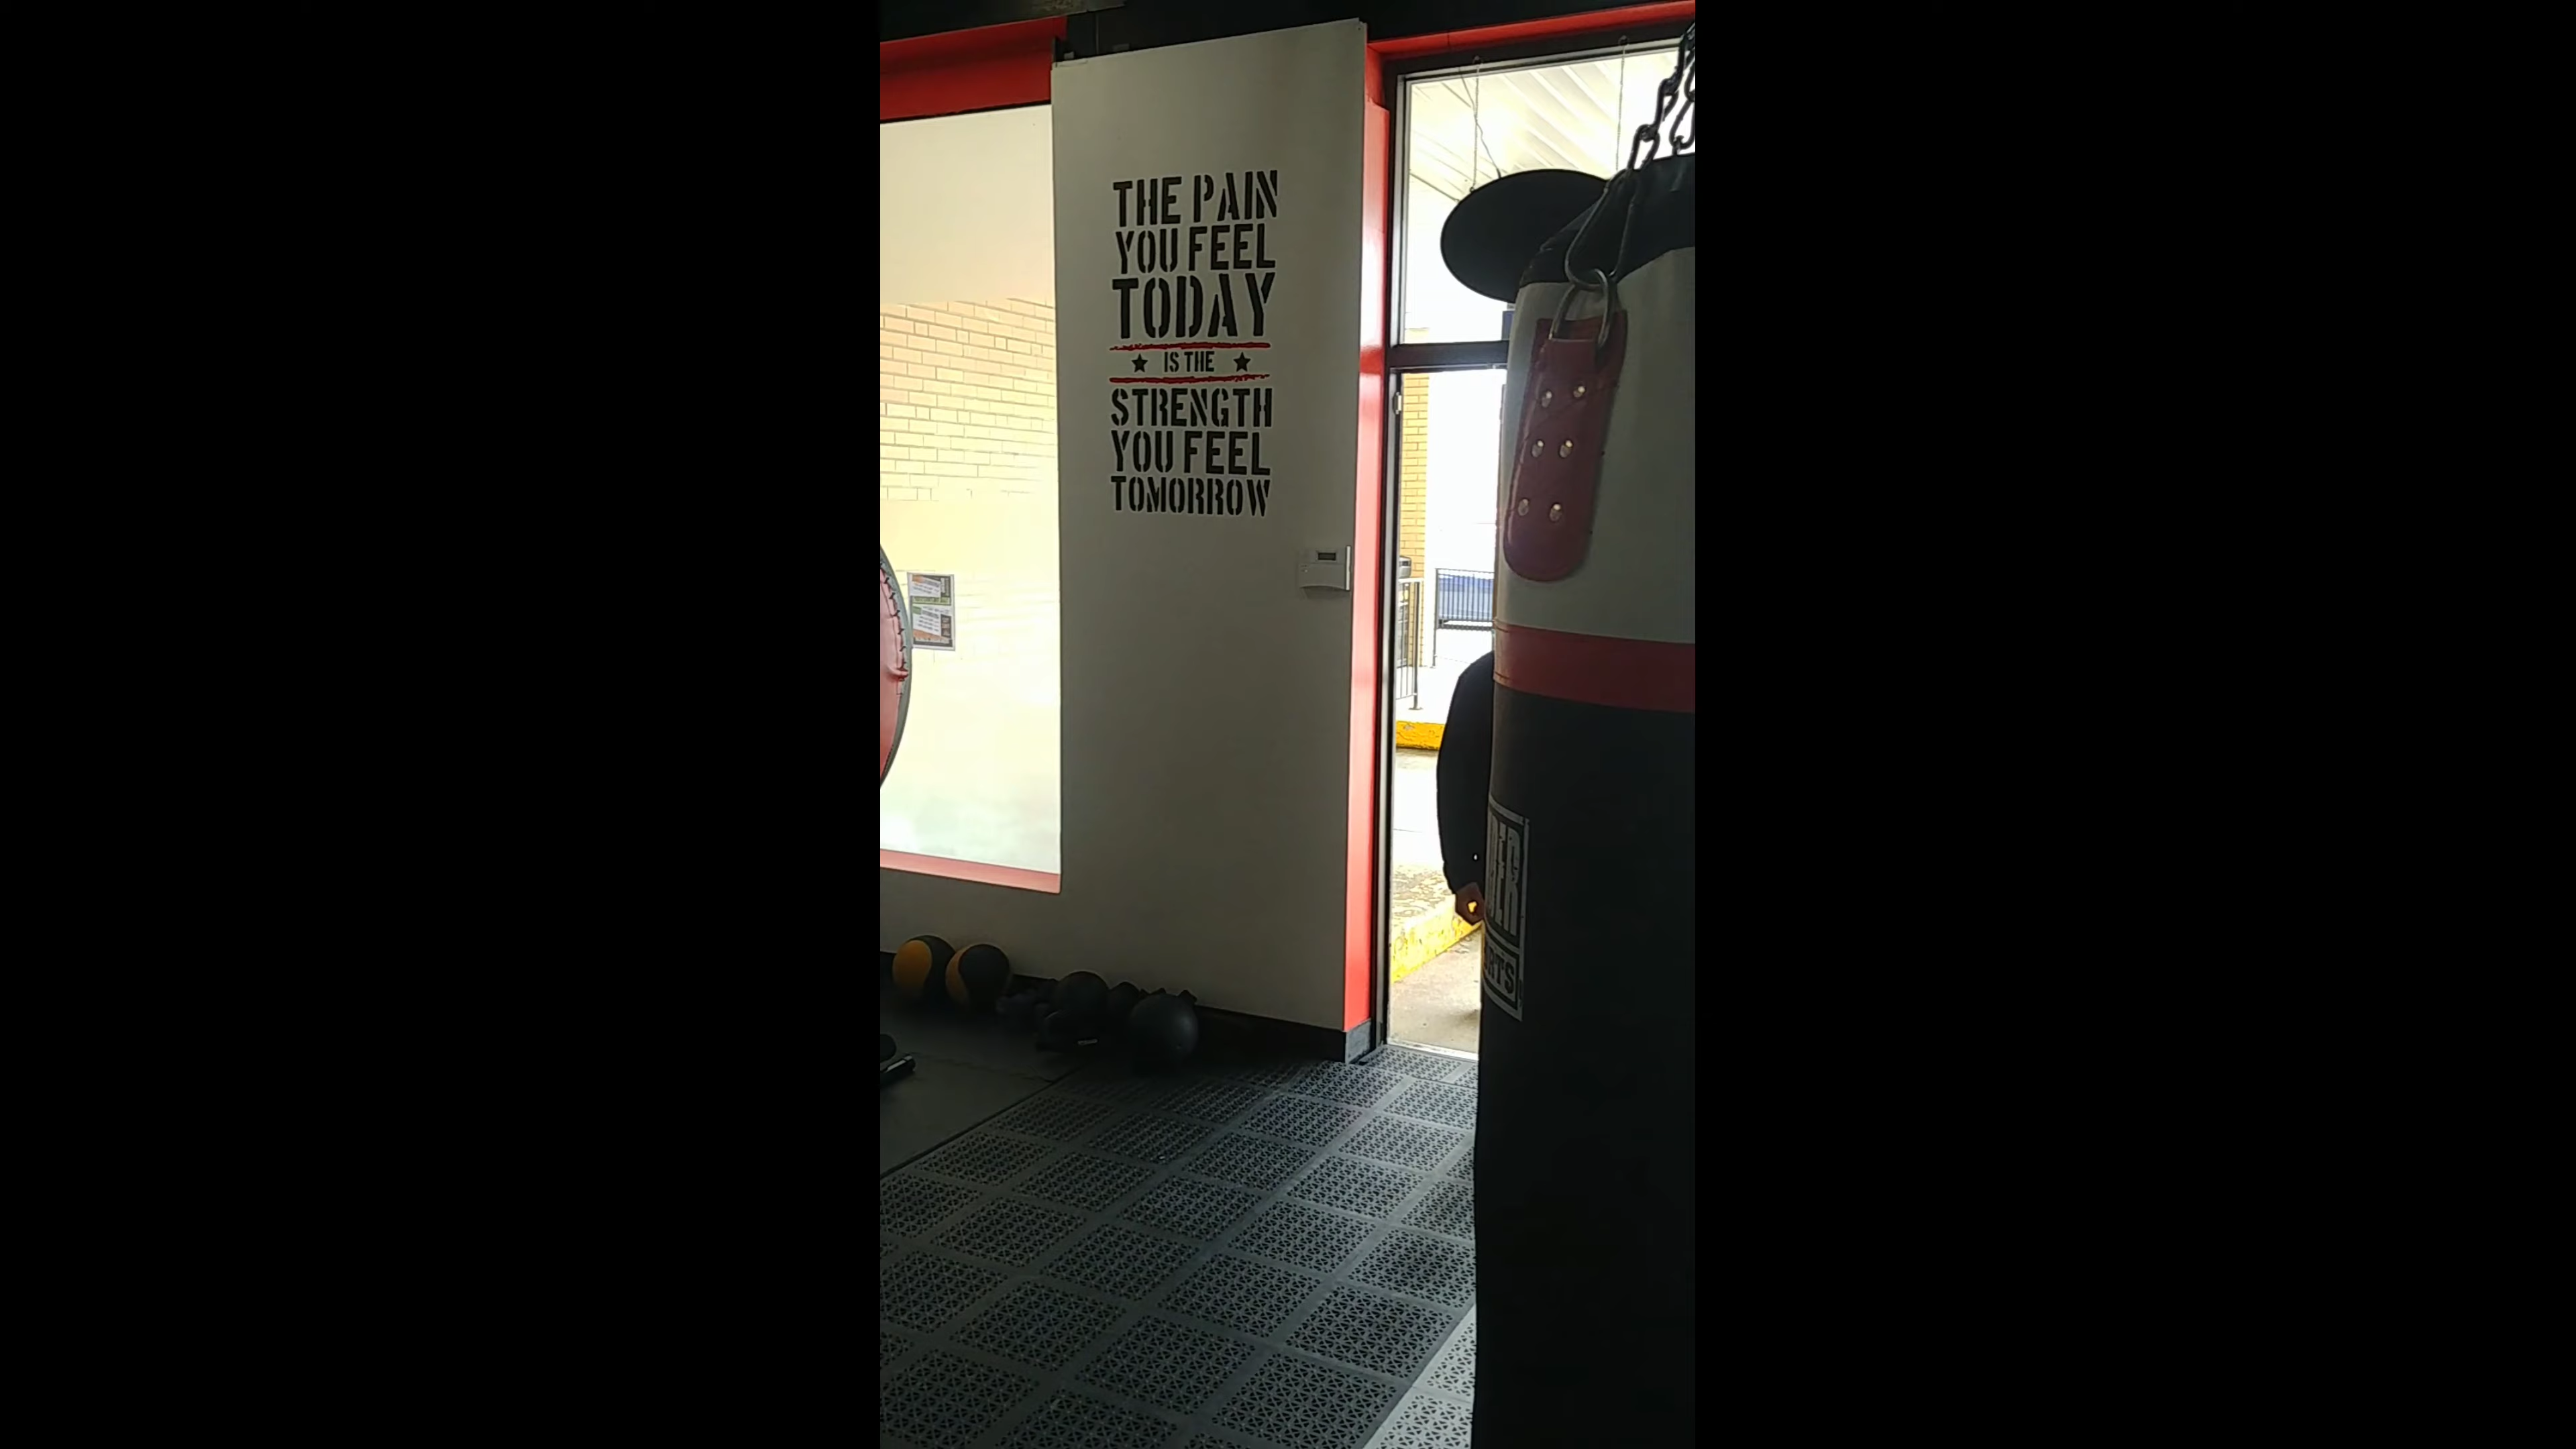 THE PAIN
YOU FEEL
TODAY
IS THE
STRENGTH
YOU FEEL
TOMORROW